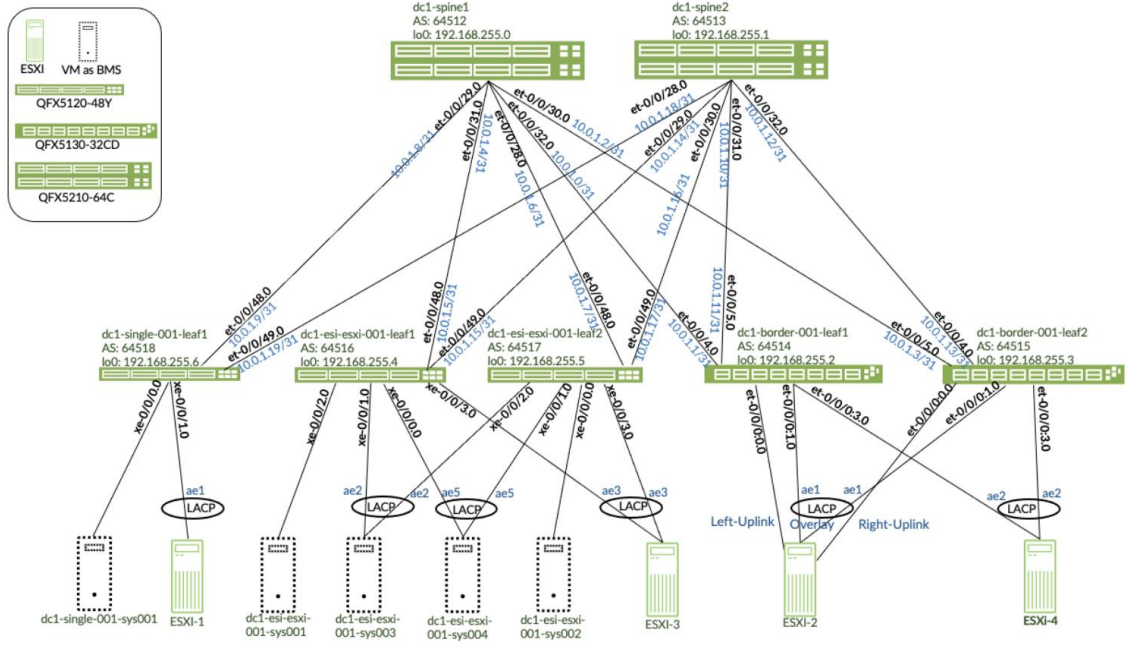 dc1-spine1
AS: 64512
lo0: 192.168.255.0
dc1-spine2
AS: 64513
lo0: 192.168.255.1
ESXI
VM as BMS
QFX5120-48Y
QFX5130-32CD
QFX5210-64C
et-0/0/29.0
10.0.1.8/31
et-0/0/31.0
10.0.1.4/31
et-0/0/28.0
10.0.1.6/31
et-0/0/32.0
10.0.1.0/31
et-0/0/30.0
10.0.1.2/31
et-0/0/28.0
10.0.1.18/31
et-0/0/29.0
10.0.1.14/31
et-0/0/30.0
10.0.1.16/31
et-0/0/31.0
10.0.1.10/31
et-0/0/32.0
10.0.1.12/31
et-0/0/48.0
10.0.1.9/31
et-0/0/49.0
10.0.1.19/31
et-0/0/48.0
10.0.1.5/31
et-0/0/49.0
10.0.1.15/31
et-0/0/48.0
10.0.1.7/31
et-0/0/49.0
10.0.1.17/31
et-0/0/4.0
10.0.1.1/31
et-0/0/5.0
10.0.1.11/31
et-0/0/5.0
10.0.1.3/31
et-0/0/4.0
10.0.1.13/31
dc1-single-001-leaf1
AS: 64518
lo0: 192.168.255.6
dc1-esi-esxi-001-leaf1
AS: 64516
lo0: 192.168.255.4
dc1-esi-esxi-001-leaf2
AS: 64517
lo0: 192.168.255.5
dc1-border-001-leaf1
AS: 64514
lo0: 192.168.255.2
dc1-border-001-leaf2
AS: 64515
lo0: 192.168.255.3
xe-0/0/0.0
xe-0/0/1.0
xe-0/0/2.0
xe-0/0/1.0
xe-0/0/0.0
xe-0/0/3.0
xe-0/0/2.0
xe-0/0/1.0
xe-0/0/0.0
xe-0/0/3.0
et-0/0/0:0.0
et-0/0/0:1.0
et-0/0/0:3.0
et-0/0/0:0.0
et-0/0/0:1.0
et-0/0/0:3.0
ae1
LACP
ae2
LACP
ae2
ae5
LACP
ae5
ae3
LACP
ae3
ae1
LACP
ae1
ae2
LACP
ae2
Left-Uplink
Overlay
Right-Uplink
dc1-single-001-sys001
ESXI-1
dc1-esi-esxi-
001-sys001
dc1-esi-esxi-
001-sys003
dc1-esi-esxi-
001-sys004
dc1-esi-esxi-
001-sys002
ESXI-3
ESXI-2
ESXi-4